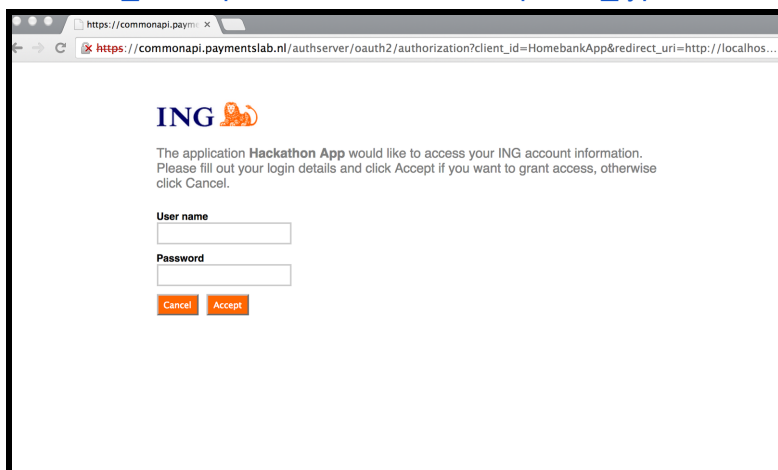 https://commonapi.payme
https://commonapi.paymentslab.nl/authserver/oauth2/authorization?client_id=HomebankApp&redirect_uri=http://localhos...
ING
The application Hackathon App would like to access your ING account information.
Please fill out your login details and click Accept if you want to grant access, otherwise
click Cancel.
User name
Password
Cancel Accept